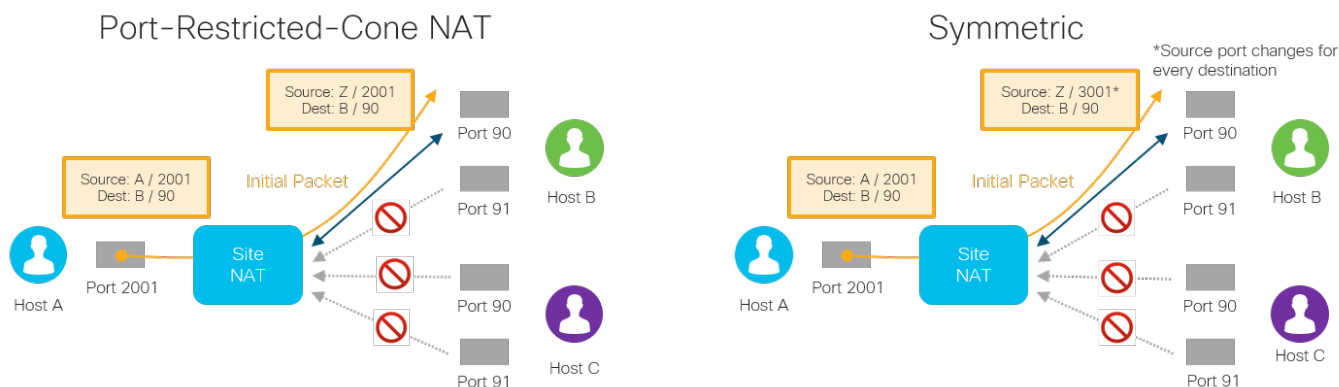 Port-Restricted-Cone NAT
Source: Z / 2001
Dest: B / 90
Port 90
Source: A / 2001
Dest: B / 90
Initial Packet
Port 91
Host B
Site
NAT
Host A
Port 2001
Port 90
Host C
Port 91
Symmetric
*Source port changes for
every destination
Source: Z / 3001*
Dest: B / 90
Port 90
Source: A / 2001
Dest: B / 90
Initial Packet
Port 91
Host B
Site
NAT
Host A
Port 2001
Port 90
Host C
Port 91